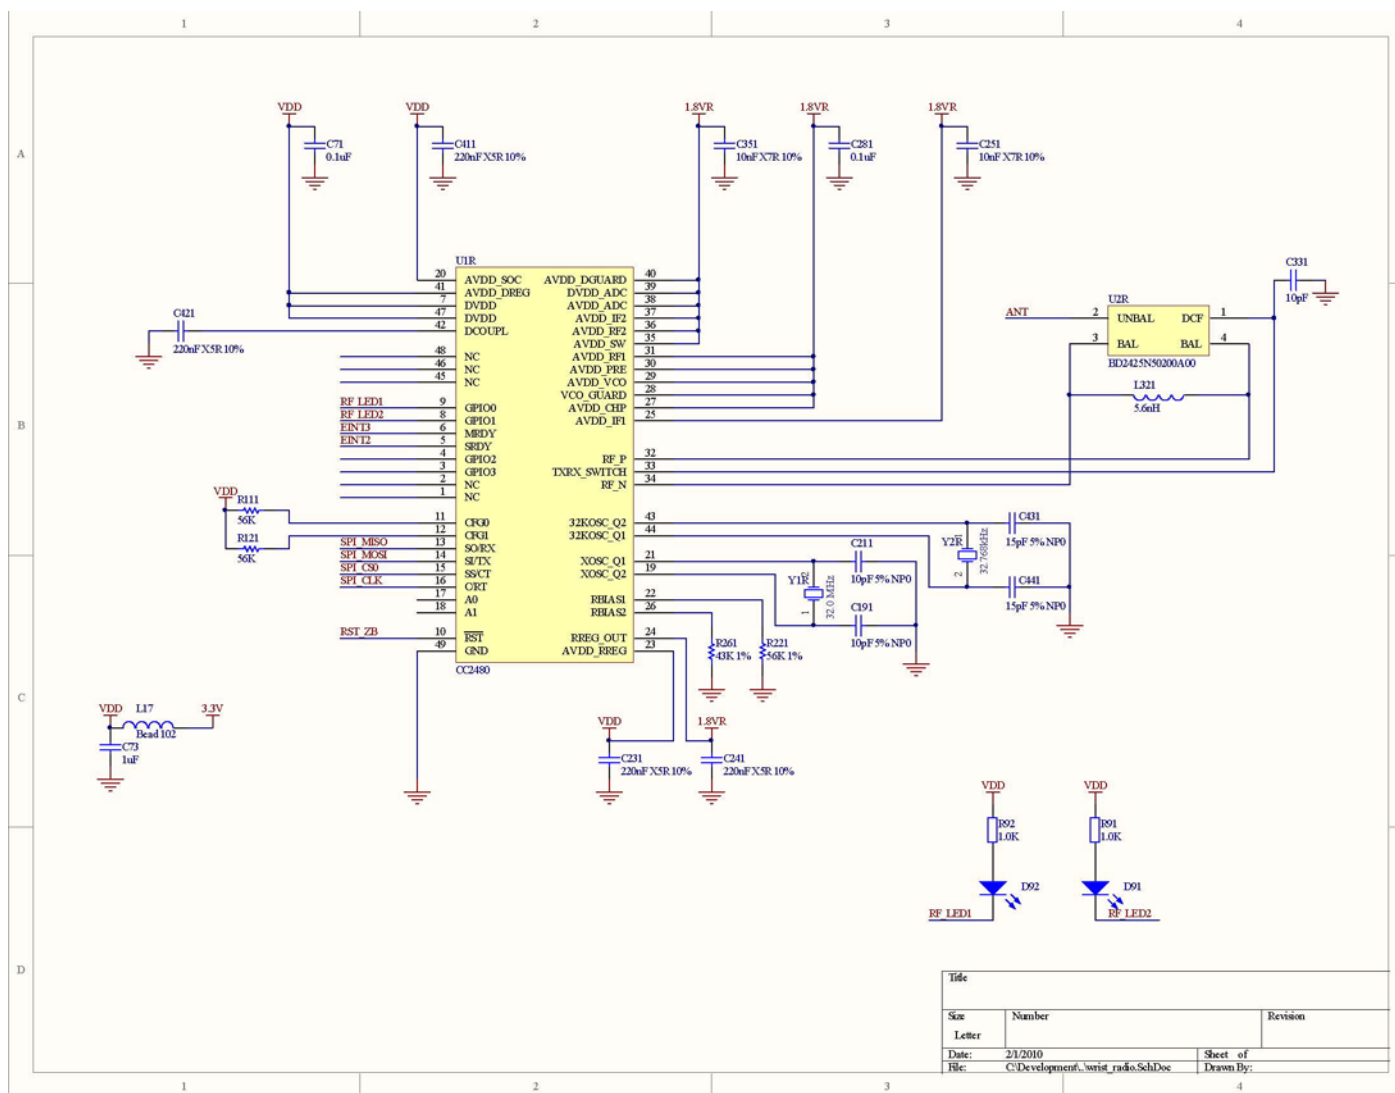 1 2 3 4
A
B
C
D
VDD
C71
0.1uF
VDD
C411
220nF X5R 10%
1.8VR
C351
10nF X7R 10%
1.8VR
C281
0.1uF
1.8VR
C251
10nF X7R 10%
C421
220nF X5R 10%
U1R
20 AVDD_SOC AVDD_DGUARD 40
41 AVDD_DREG DVDD_ADC 39
7 DVDD AVDD_ADC 38
47 DVDD AVDD_IF2 37
42 DCOUPL AVDD_RF2 36
AVDD_SW 35
48 NC AVDD_RF1 31
46 NC AVDD_PRE 30
45 NC AVDD_VCO 29
VCO_GUARD 28
RF_LED1 9 GPIO0 AVDD_CHP 27
RF_LED2 8 GPIO1 AVDD_IF1 25
EINT3 6 MRDY
EINT2 5 SRDY
4 GPIO2 RF_P 32
3 GPIO3 TXRX_SWITCH 33
2 NC RF_N 34
1 NC
11 CFG0 32KOSC_Q2 43
12 CFG1 32KOSC_Q1 44
SPI_MISO 13 SO/RX
SPI_MOSI 14 SI/TX XOSC_Q1 21
SPI_CS0 15 SS/CT XOSC_Q2 19
SPI_CLK 16 C/RT
17 A0 RBIAS1 22
18 A1 RBIAS2 26
RST_ZB 10 RST RREG_OUT 24
49 GND AVDD_RREG 23
CC2480
VDD
R111
56K
R121
56K
C331
10pF
U2R
ANT 2 UNBAL DCF 1
3 BAL BAL 4
BD2425N50200A00
L321
5.6nH
C431
15pF 5% NP0
Y2R
1
2
32.768kHz
C441
15pF 5% NP0
C211
10pF 5% NP0
Y1R
2
1
32.0 MHz
C191
10pF 5% NP0
R261
43K 1%
R221
56K 1%
VDD
L17
Bead 102
3.3V
C73
1uF
VDD
C231
220nF X5R 10%
1.8VR
C241
220nF X5R 10%
VDD
R92
1.0K
D92
RF_LED1
VDD
R91
1.0K
D91
RF_LED2
Title
Size Number Revision
Letter
Date: 2/1/2010 Sheet of
File: C:\Development\..\wrist_radio.SchDoc Drawn By:
1 2 3 4